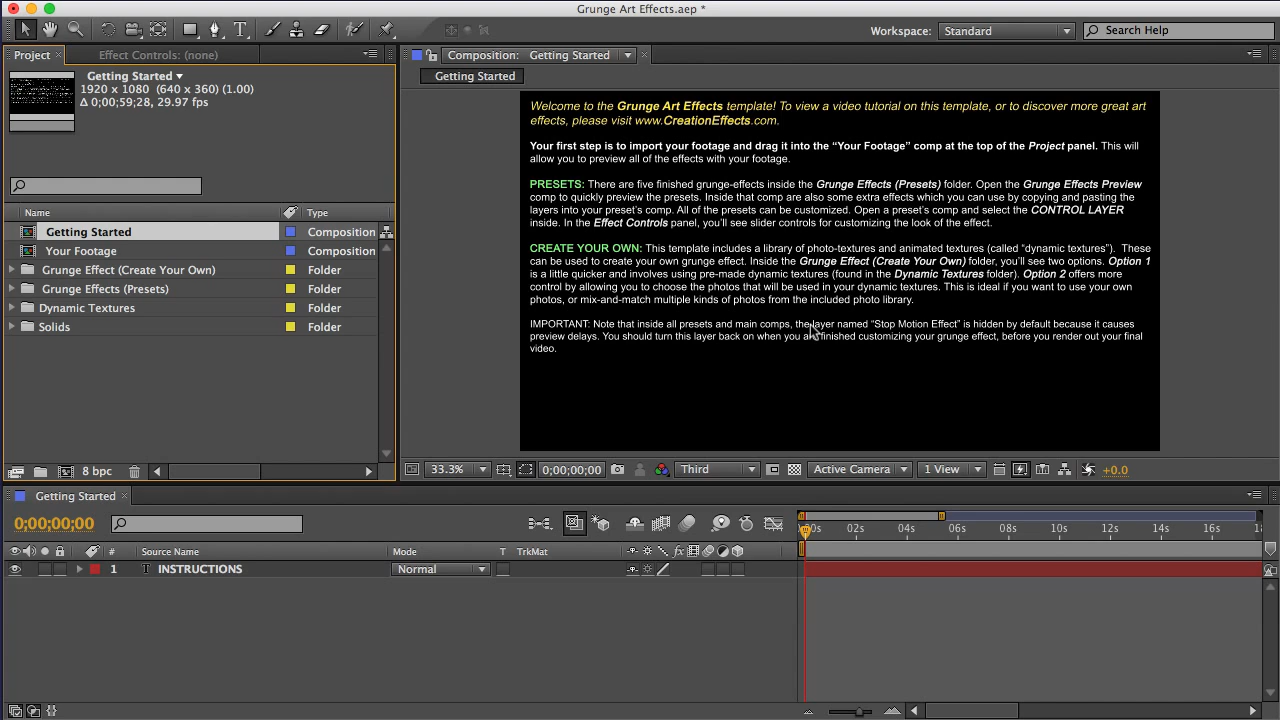 Grunge Art Effects.aep *
Workspace: Standard
Search Help
Project
Effect Controls: (none)
Getting Started
1920 x 1080 (640 x 360) (1.00)
Δ 0;00;59;28, 29.97 fps
Name
Type
Getting Started Composition
Your Footage Composition
Grunge Effect (Create Your Own) Folder
Grunge Effects (Presets) Folder
Dynamic Textures Folder
Solids Folder
8 bpc
Composition: Getting Started
Getting Started
Welcome to the Grunge Art Effects template! To view a video tutorial on this template, or to discover more great art
effects, please visit www.CreationEffects.com.
Your first step is to import your footage and drag it into the “Your Footage” comp at the top of the Project panel. This will
allow you to preview all of the effects with your footage.
PRESETS: There are five finished grunge-effects inside the Grunge Effects (Presets) folder. Open the Grunge Effects Preview
comp to quickly preview the presets. Inside that comp are also some extra effects which you can use by copying and pasting the
layers into your preset's comp. All of the presets can be customized. Open a preset's comp and select the CONTROL LAYER
inside. In the Effect Controls panel, you'll see slider controls for customizing the look of the effect.
CREATE YOUR OWN: This template includes a library of photo-textures and animated textures (called “dynamic textures”). These
can be used to create your own grunge effect. Inside the Grunge Effect (Create Your Own) folder, you'll see two options. Option 1
is a little quicker and involves using pre-made dynamic textures (found in the Dynamic Textures folder). Option 2 offers more
control by allowing you to choose the photos that will be used in your dynamic textures. This is ideal if you want to use your own
photos, or mix-and-match multiple kinds of photos from the included photo library.
IMPORTANT: Note that inside all presets and main comps, the layer named “Stop Motion Effect” is hidden by default because it causes
preview delays. You should turn this layer back on when you are finished customizing your grunge effect, before you render out your final
video.
33.3%
0;00;00;00
Third
Active Camera
1 View
+0.0
Getting Started
0;00;00;00
00s 02s 04s 06s 08s 10s 12s 14s 16s
# Source Name Mode T TrkMat
1 T INSTRUCTIONS Normal